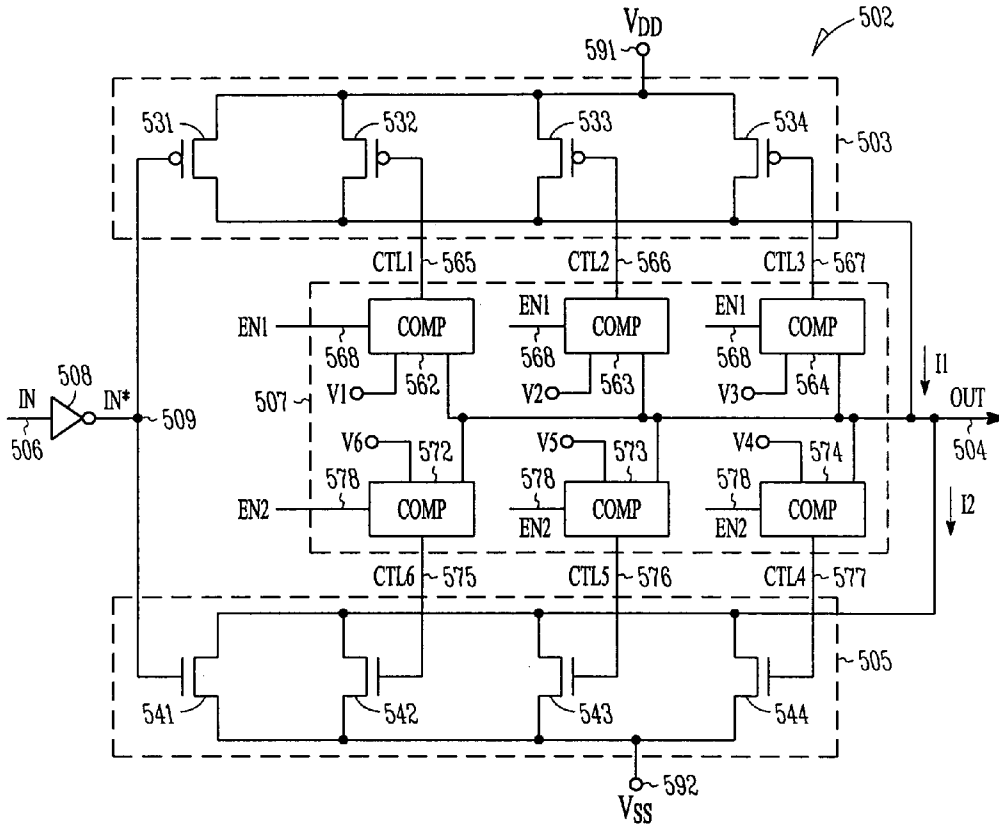 502
VDD
591
531
532
533
534
503
CTL1
565
CTL2
566
CTL3
567
EN1
568
COMP
562
EN1
568
COMP
563
EN1
568
COMP
564
V1
V2
V3
I1
507
IN
506
508
IN*
509
OUT
504
V6
572
V5
573
V4
574
EN2
578
COMP
578
EN2
COMP
578
EN2
COMP
I2
CTL6
575
CTL5
576
CTL4
577
505
541
542
543
544
592
VSS